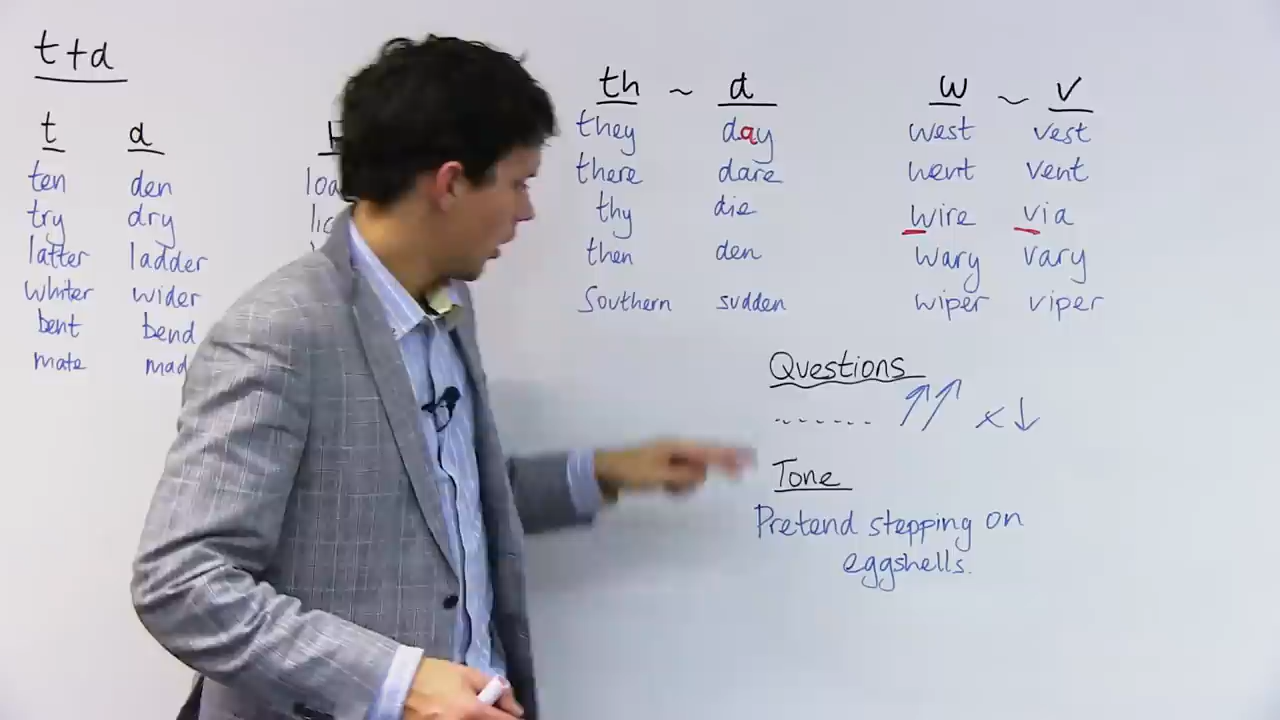 t+d
t d
ten den
try dry
latter ladder
whiter wider
bent bend
mate mad
th ~ d
they day
there dare
thy die
then den
Southern sudden
w ~ v
west vest
went vent
wire via
wary vary
wiper viper
Questions
....... ↑↑ × ↓
Tone
Pretend stepping on
eggshells.